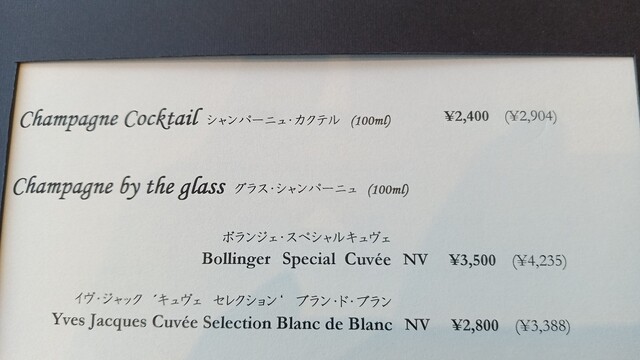 Champagne Cocktail シャンパーニュ・カクテル (100ml) ¥2,400 (¥2,904)
Champagne by the glass グラス・シャンパーニュ (100ml)
ボランジェ・スペシャルキュヴェ
Bollinger Special Cuvée NV ¥3,500 (¥4,235)
イヴ・ジャック ‘キュヴェ セレクション‘ ブラン・ド・ブラン
Yves Jacques Cuvée Selection Blanc de Blanc NV ¥2,800 (¥3,388)